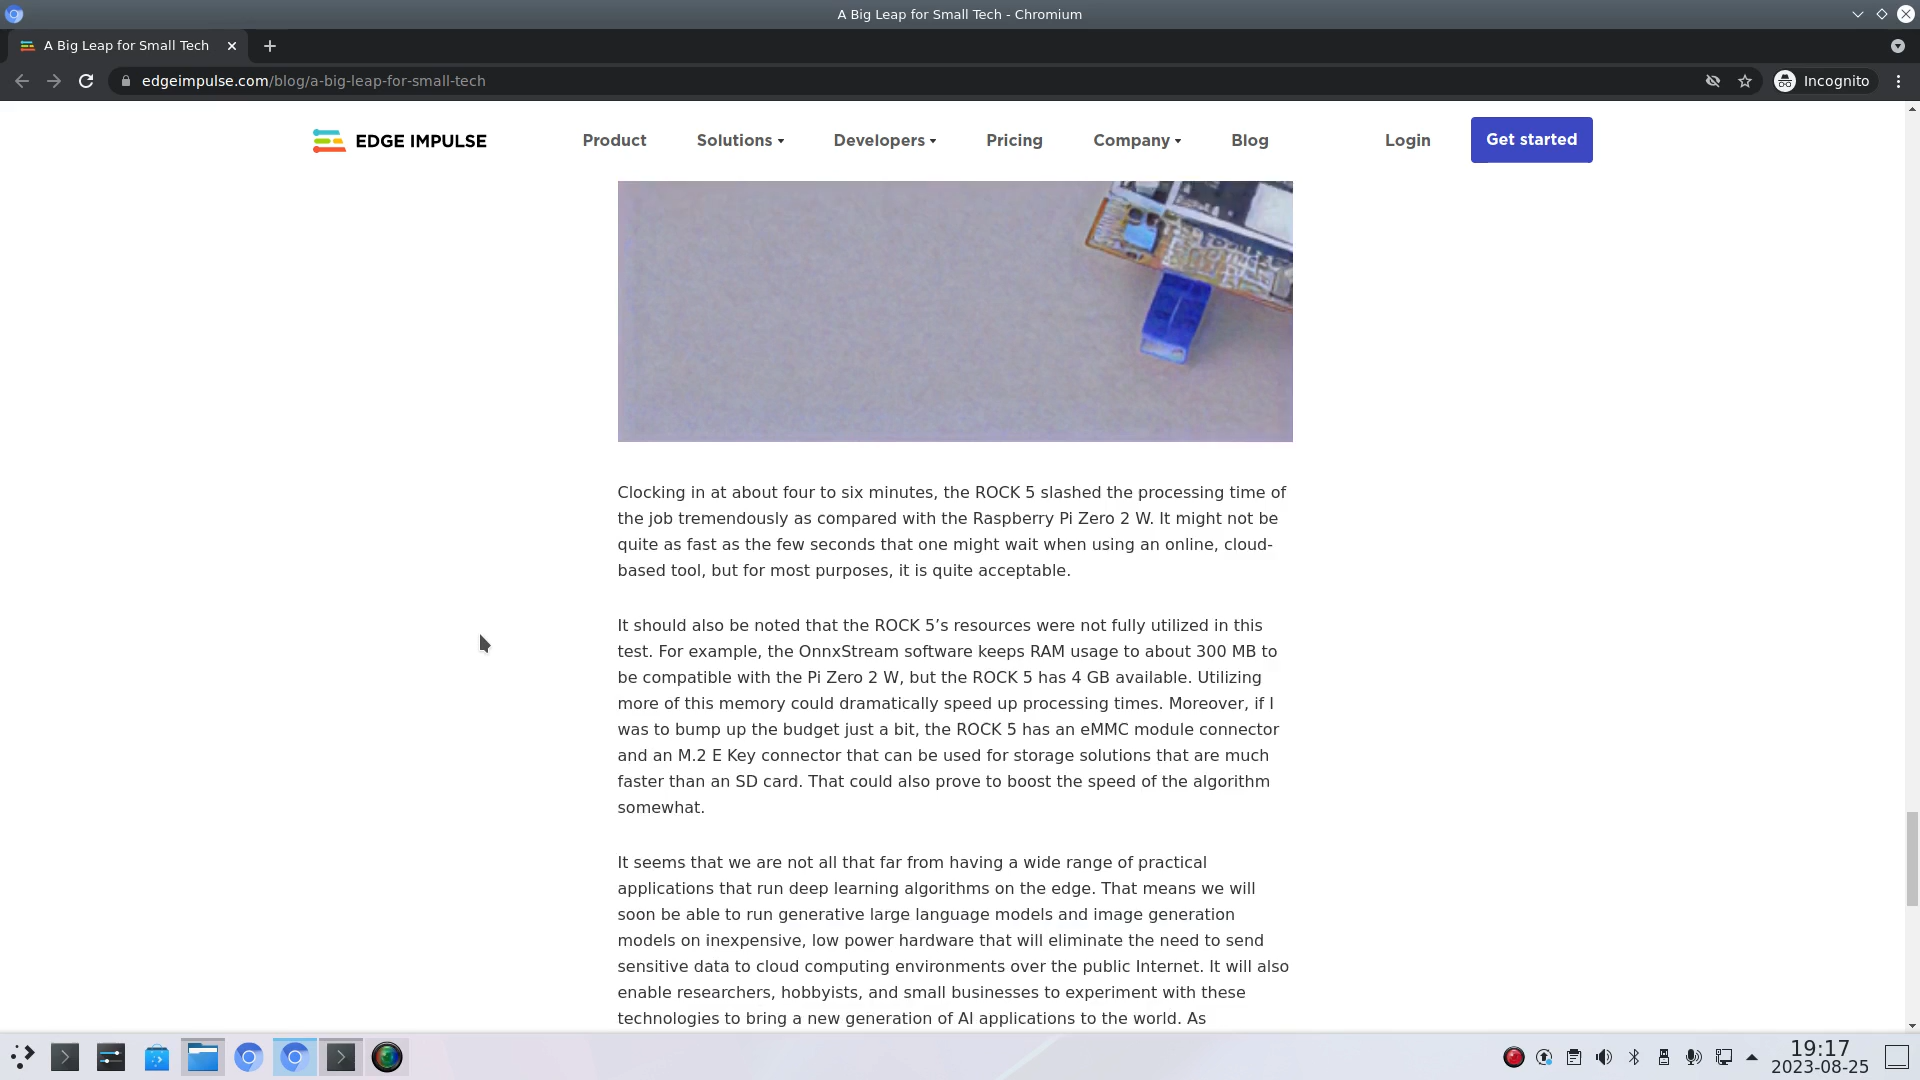 A Big Leap for Small Tech - Chromium
A Big Leap for Small Tech
edgeimpulse.com/blog/a-big-leap-for-small-tech
Incognito
EDGE IMPULSE
Product
Solutions
Developers
Pricing
Company
Blog
Login
Get started
Clocking in at about four to six minutes, the ROCK 5 slashed the processing time of
the job tremendously as compared with the Raspberry Pi Zero 2 W. It might not be
quite as fast as the few seconds that one might wait when using an online, cloud-
based tool, but for most purposes, it is quite acceptable.
It should also be noted that the ROCK 5’s resources were not fully utilized in this
test. For example, the OnnxStream software keeps RAM usage to about 300 MB to
be compatible with the Pi Zero 2 W, but the ROCK 5 has 4 GB available. Utilizing
more of this memory could dramatically speed up processing times. Moreover, if I
was to bump up the budget just a bit, the ROCK 5 has an eMMC module connector
and an M.2 E Key connector that can be used for storage solutions that are much
faster than an SD card. That could also prove to boost the speed of the algorithm
somewhat.
It seems that we are not all that far from having a wide range of practical
applications that run deep learning algorithms on the edge. That means we will
soon be able to run generative large language models and image generation
models on inexpensive, low power hardware that will eliminate the need to send
sensitive data to cloud computing environments over the public Internet. It will also
enable researchers, hobbyists, and small businesses to experiment with these
technologies to bring a new generation of AI applications to the world. As
19:17
2023-08-25